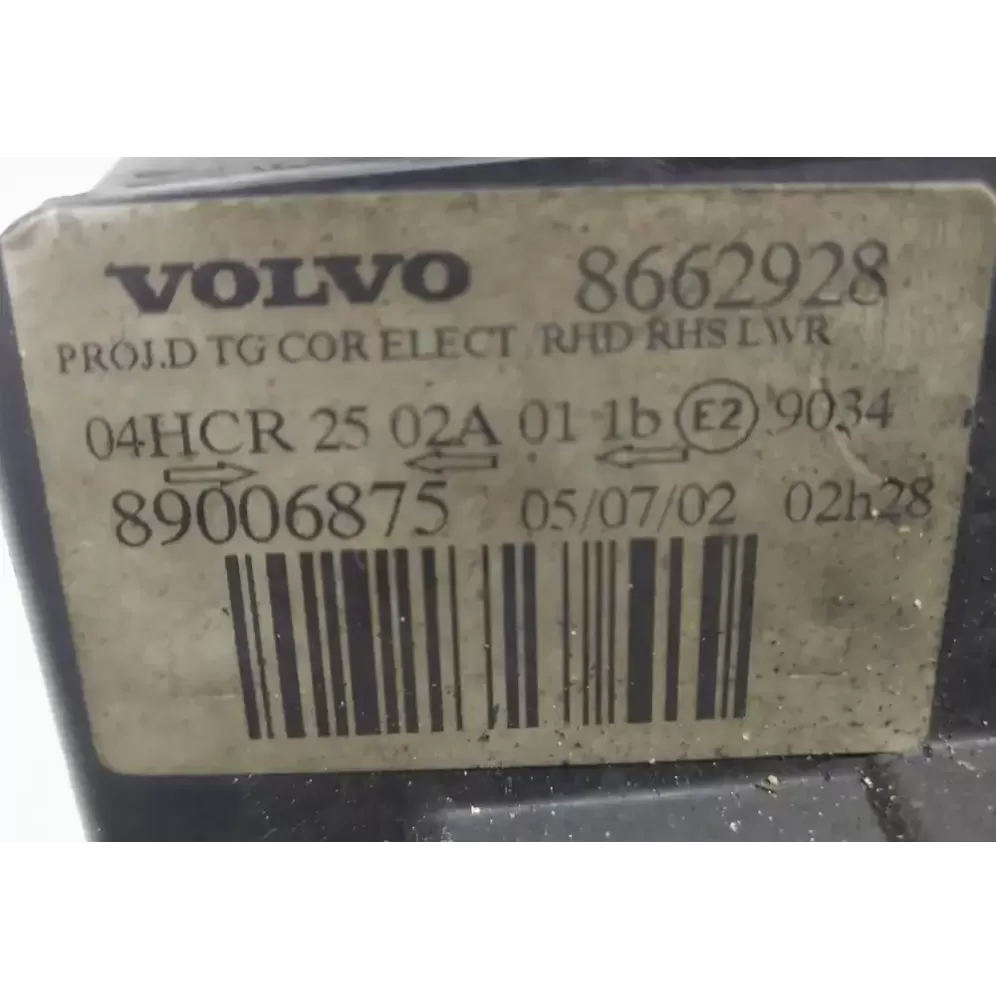 VOLVO 8662928
PROJ.D TG COR ELECT RHD RHS LWR
04HCR 25 02A 01 1b E2 9034
89006875 05/07/02 02h28